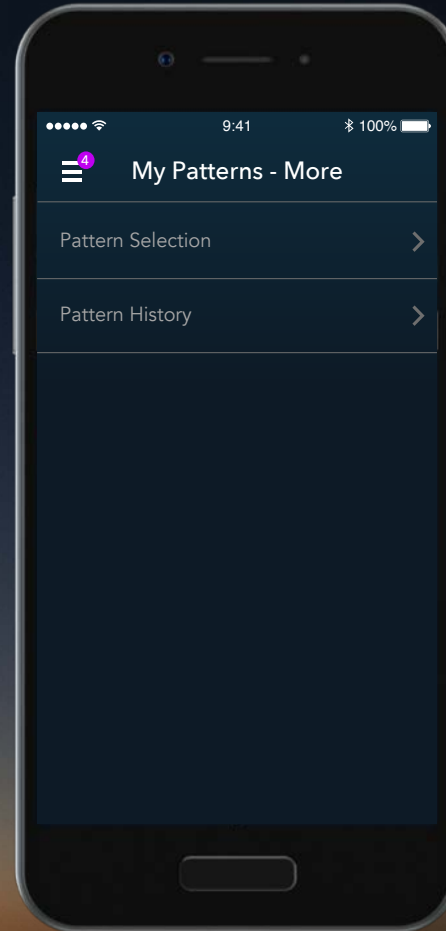 9:41
100%
4
My Patterns - More
Pattern Selection
Pattern History